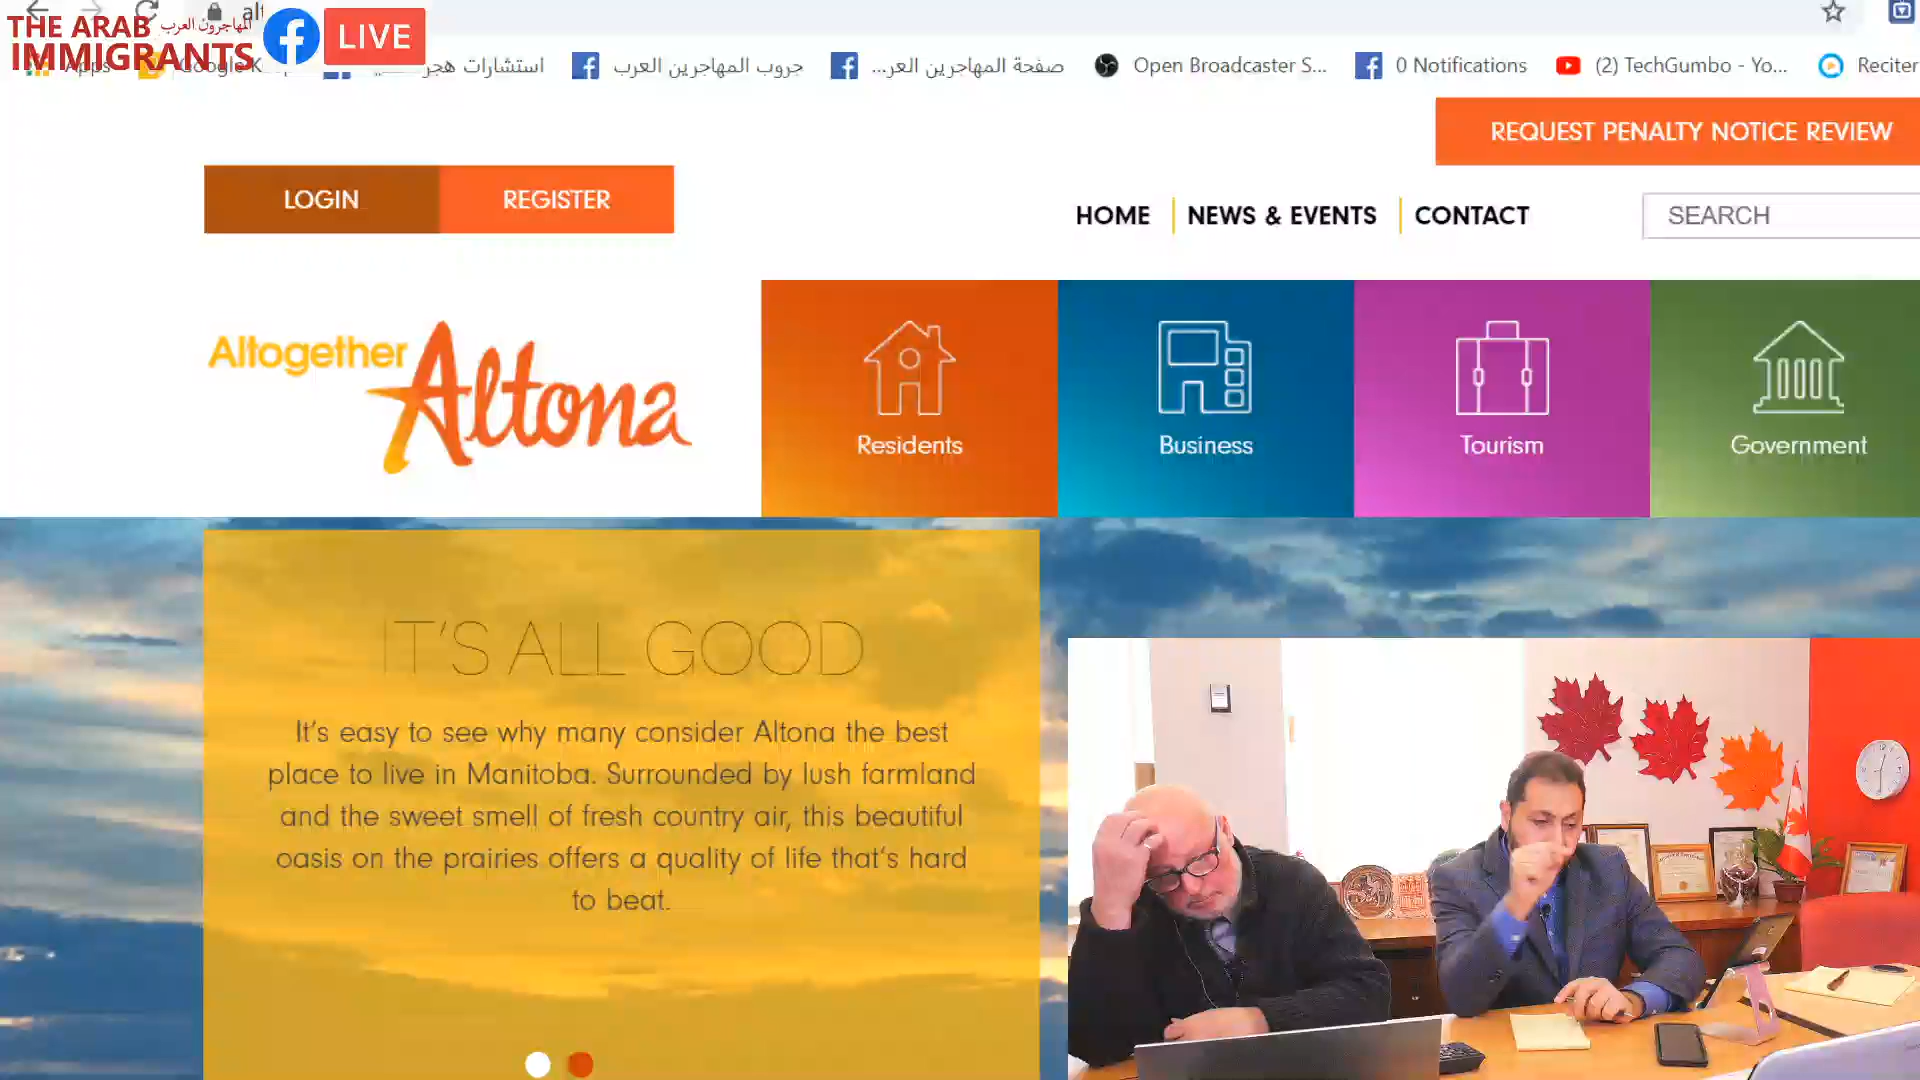 THE ARAB المهاجرون العرب
IMMIGRANTS
LIVE
Apps
استشارات
جروب المهاجرين العرب
صفحة المهاجرين العر...
Open Broadcaster S...
0 Notifications
(2) TechGumbo - Yo...
Reciter
REQUEST PENALTY NOTICE REVIEW
LOGIN
REGISTER
HOME
NEWS & EVENTS
CONTACT
SEARCH
Altogether
Altona
Residents
Business
Tourism
Government
IT'S ALL GOOD
It's easy to see why many consider Altona the best
place to live in Manitoba. Surrounded by lush farmland
and the sweet smell of fresh country air, this beautiful
oasis on the prairies offers a quality of life that's hard
to beat.